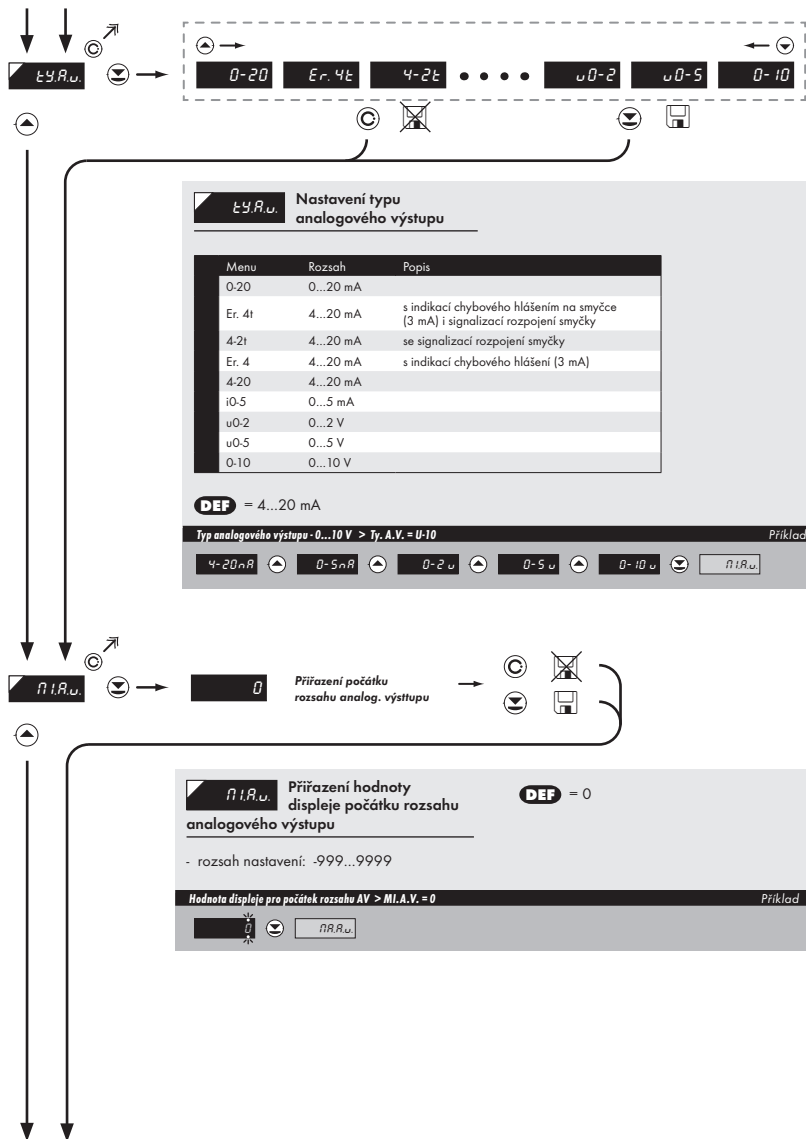 tY.A.u.
0-20 Er. 4t 4-2t u0-2 u0-5 0-10
tY.A.u. Nastavení typu
analogového výstupu
Menu Rozsah Popis
0-20 0...20 mA
Er. 4t 4...20 mA s indikací chybového hlášením na smyčce
(3 mA) i signalizací rozpojení smyčky
4-2t 4...20 mA se signalizací rozpojení smyčky
Er. 4 4...20 mA s indikací chybového hlášení (3 mA)
4-20 4...20 mA
i0-5 0...5 mA
u0-2 0...2 V
u0-5 0...5 V
0-10 0...10 V
DEF = 4...20 mA
Typ analogového výstupu - 0...10 V > Ty. A.V. = U-10 Příklad
4-20mA 0-5mA 0-2u 0-5u 0-10u MI.A.u.
MI.A.u. 0 Přiřazení počátku
rozsahu analog. výsttupu
C
MI.A.u. Přiřazení hodnoty
displeje počátku rozsahu
analogového výstupu
DEF = 0
- rozsah nastavení: -999...9999
Hodnota displeje pro počátek rozsahu AV > MI.A.V. = 0 Příklad
0 MA.A.u.